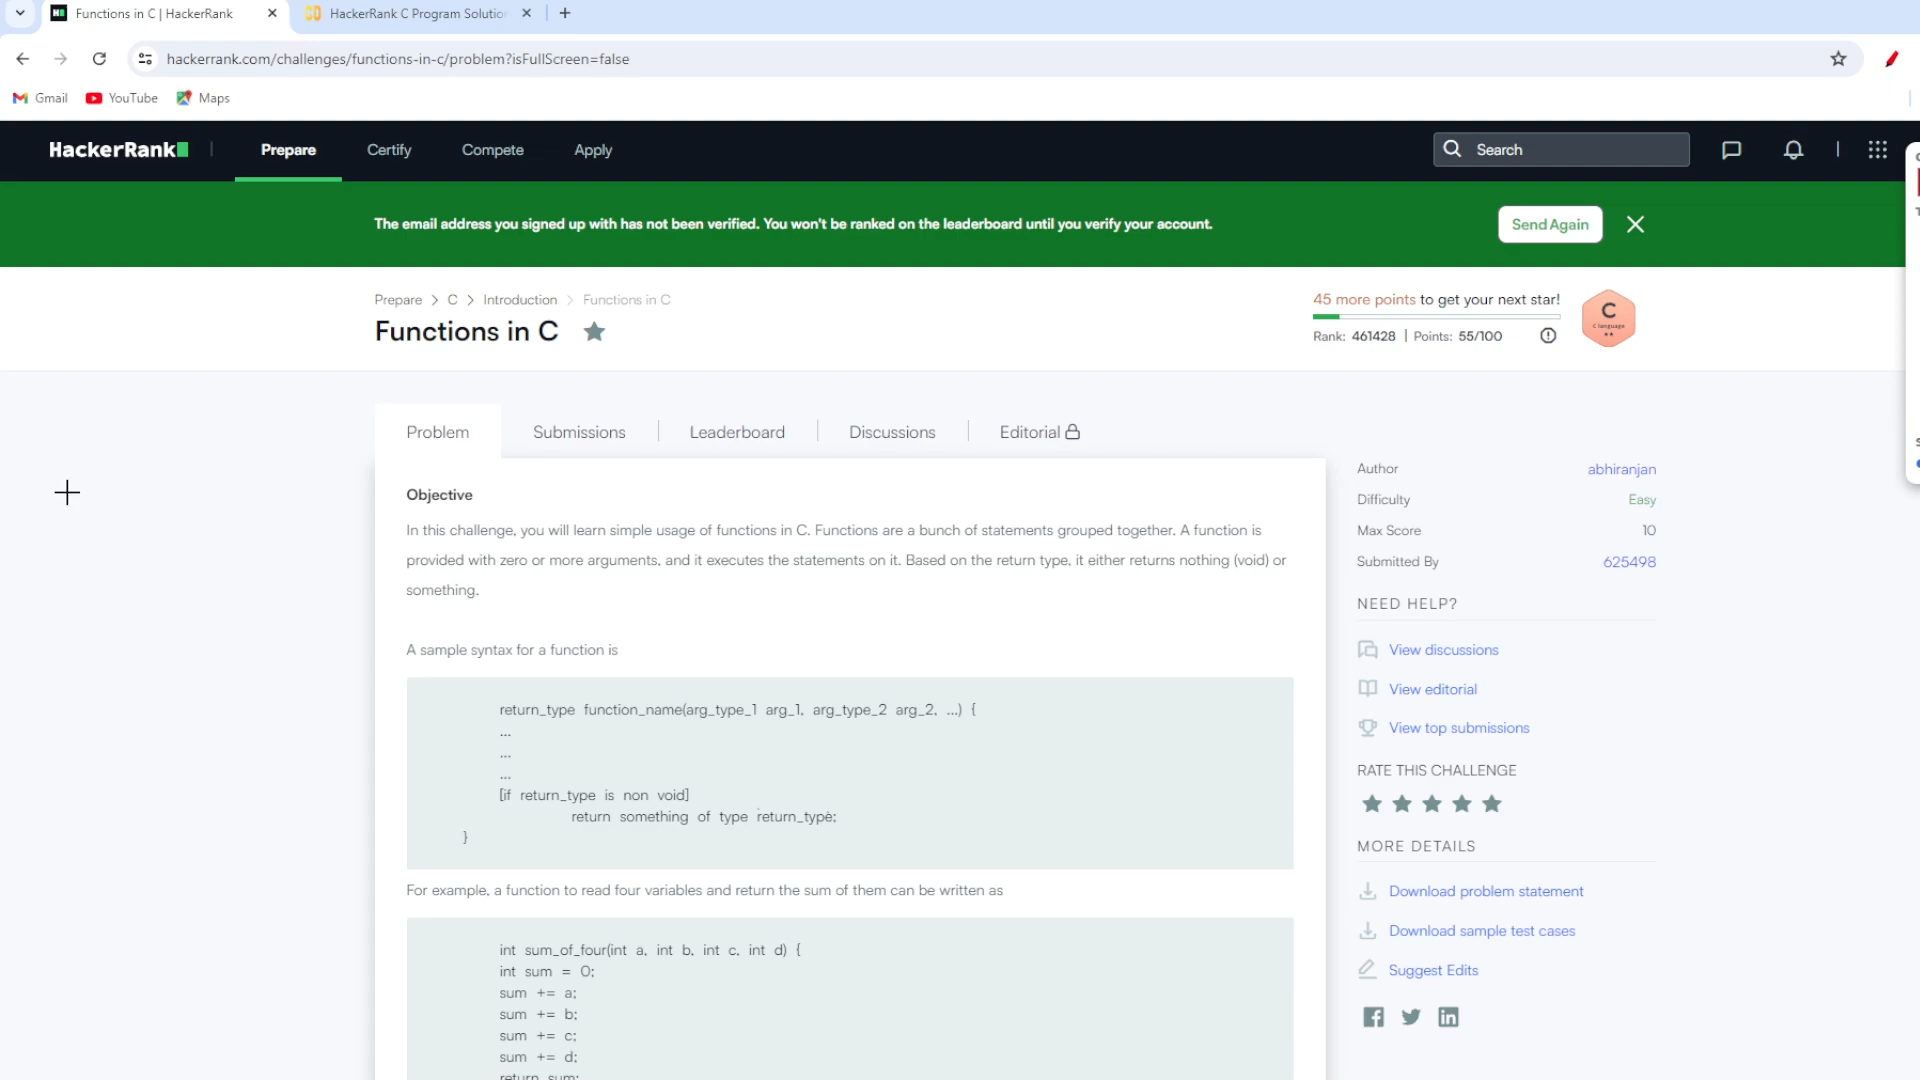 Functions in C | HackerRank
HackerRank C Program Solution
hackerrank.com/challenges/functions-in-c/problem?isFullScreen=false
Gmail YouTube Maps
HackerRank Prepare Certify Compete Apply Search
The email address you signed up with has not been verified. You won't be ranked on the leaderboard until you verify your account. Send Again
Prepare > C > Introduction > Functions in C
Functions in C
45 more points to get your next star!
Rank: 461428 | Points: 55/100
C
C language
Problem Submissions Leaderboard Discussions Editorial
Objective
In this challenge, you will learn simple usage of functions in C. Functions are a bunch of statements grouped together. A function is
provided with zero or more arguments, and it executes the statements on it. Based on the return type, it either returns nothing (void) or
something.
A sample syntax for a function is
return_type function_name(arg_type_1 arg_1, arg_type_2 arg_2, ...) {
...
...
...
[if return_type is non void]
return something of type return_type;
}
For example, a function to read four variables and return the sum of them can be written as
int sum_of_four(int a, int b, int c, int d) {
int sum = 0;
sum += a;
sum += b;
sum += c;
sum += d;
return sum;
Author abhiranjan
Difficulty Easy
Max Score 10
Submitted By 625498
NEED HELP?
View discussions
View editorial
View top submissions
RATE THIS CHALLENGE
MORE DETAILS
Download problem statement
Download sample test cases
Suggest Edits